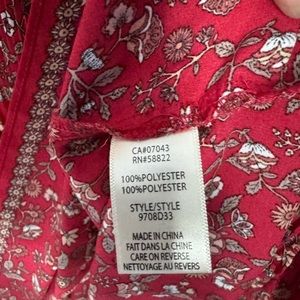 CA#07043
RN#58822
100%POLYESTER
100%POLYESTER
STYLE/STYLE
9708D33
MADE IN CHINA
FAIT DANS LA CHINE
CARE ON REVERSE
NETTOYAGE AU REVERS